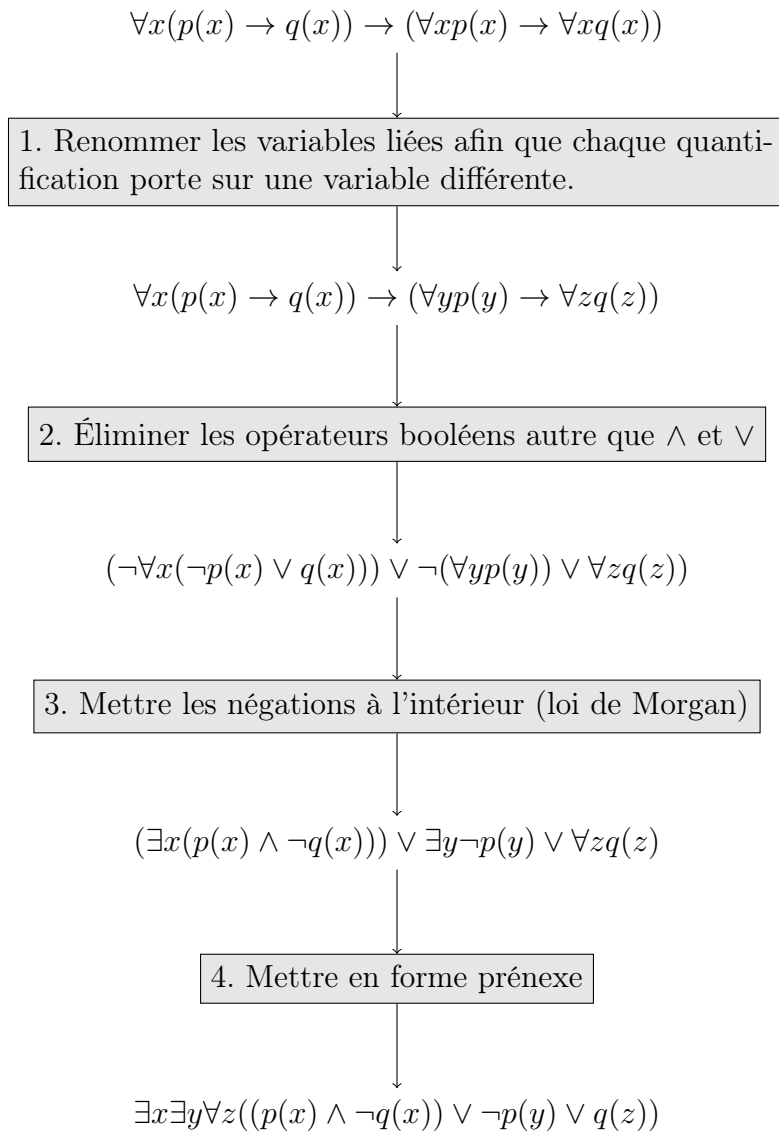 ∀x(p(x) → q(x)) → (∀xp(x) → ∀xq(x))
1. Renommer les variables liées afin que chaque quanti-
fication porte sur une variable différente.
∀x(p(x) → q(x)) → (∀yp(y) → ∀zq(z))
2. Éliminer les opérateurs booléens autre que ∧ et ∨
(¬∀x(¬p(x) ∨ q(x))) ∨ ¬(∀yp(y)) ∨ ∀zq(z))
3. Mettre les négations à l'intérieur (loi de Morgan)
(∃x(p(x) ∧ ¬q(x))) ∨ ∃y¬p(y) ∨ ∀zq(z)
4. Mettre en forme prénexe
∃x∃y∀z((p(x) ∧ ¬q(x)) ∨ ¬p(y) ∨ q(z))